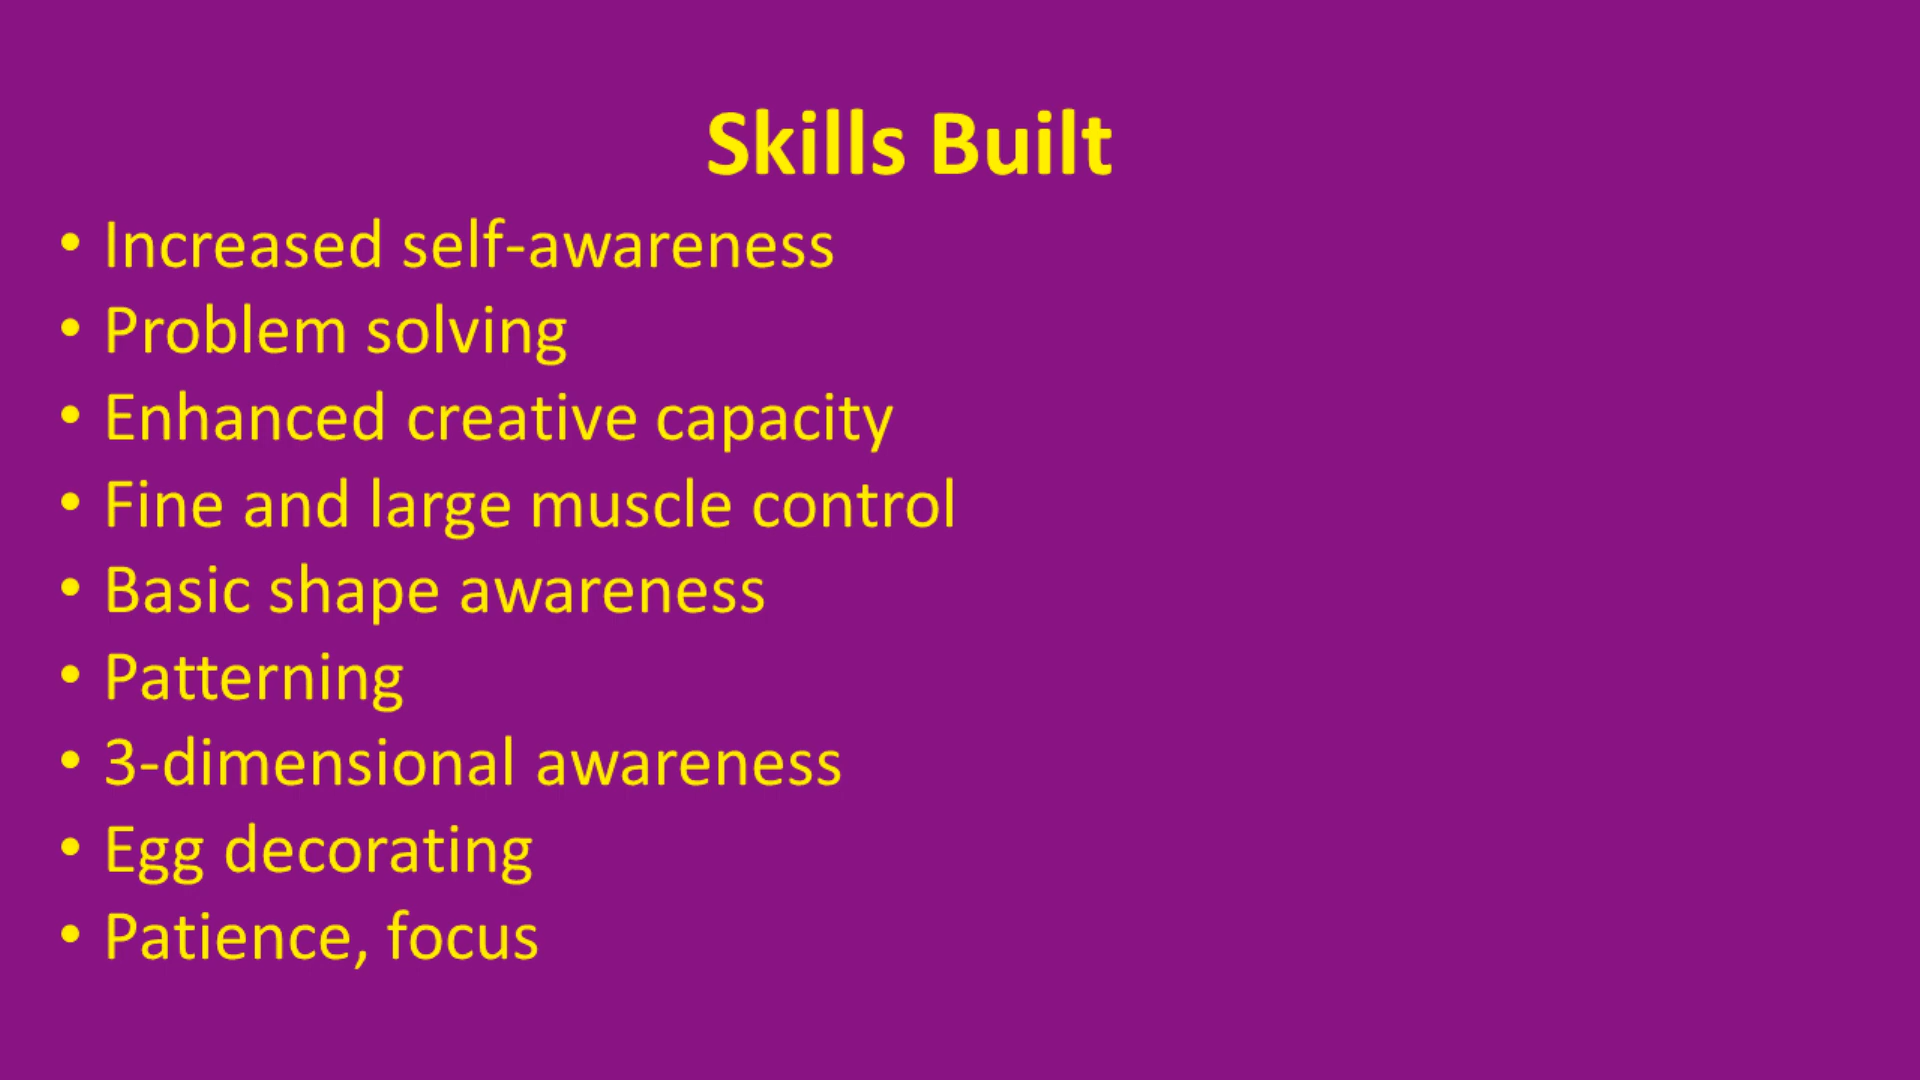 Skills Built
• Increased self-awareness
• Problem solving
• Enhanced creative capacity
• Fine and large muscle control
• Basic shape awareness
• Patterning
• 3-dimensional awareness
• Egg decorating
• Patience, focus